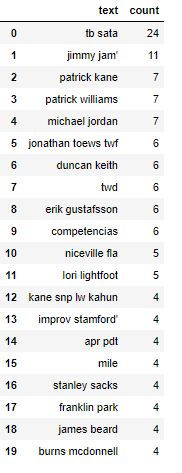 text count
0 tb sata 24
1 jimmy jam' 11
2 patrick kane 7
3 patrick williams 7
4 michael jordan 7
5 jonathan toews twf 6
6 duncan keith 6
7 twd 6
8 erik gustafsson 6
9 competencias 6
10 niceville fla 5
11 lori lightfoot 5
12 kane snp lw kahun 4
13 improv stamford' 4
14 apr pdt 4
15 mile 4
16 stanley sacks 4
17 franklin park 4
18 james beard 4
19 burns mcdonnell 4